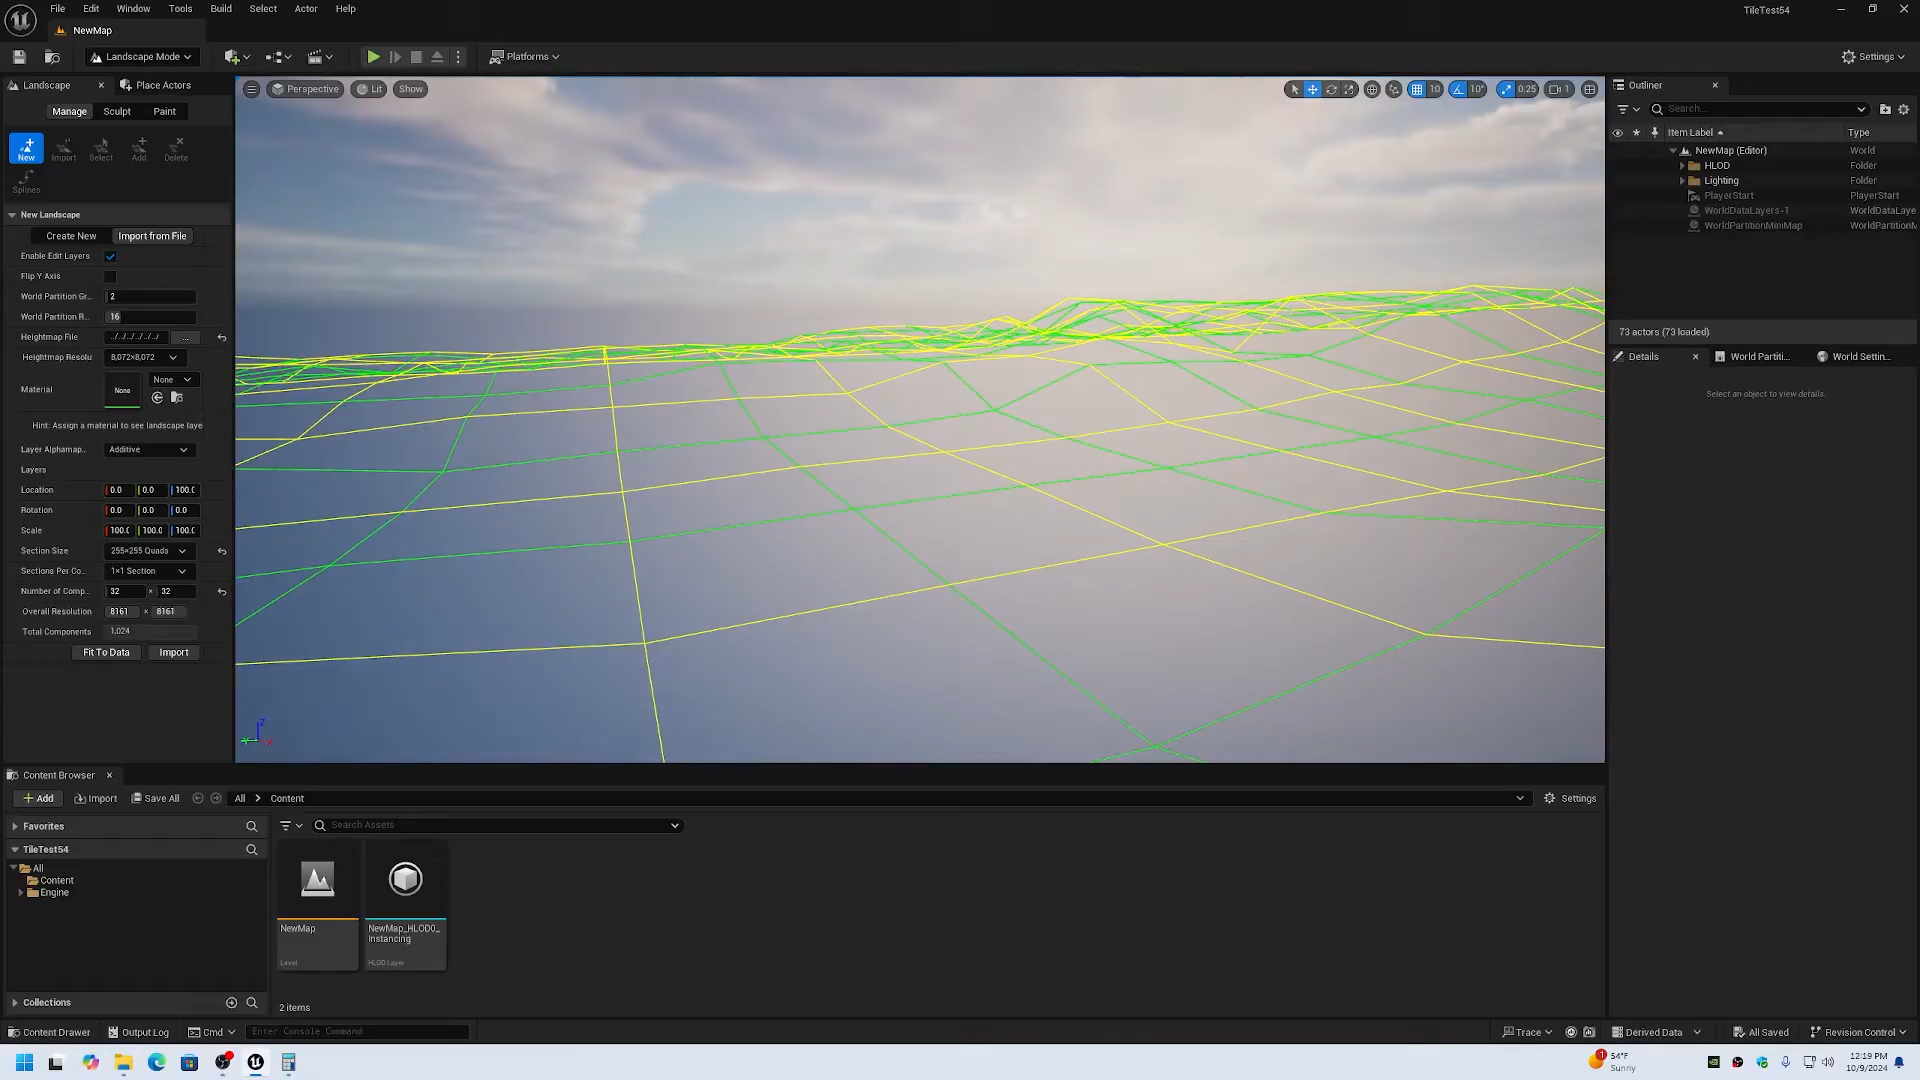 File Edit Window Tools Build Select Actor Help
TileTest54
NewMap
Landscape Mode
Platforms
Settings
Landscape
Place Actors
Manage Sculpt Paint
New Import Select Add Delete
Splines
New Landscape
Create New Import from File
Enable Edit Layers
Flip Y Axis
World Partition Gr... 2
World Partition R... 16
Heightmap File ../../../../../../ ...
Heightmap Resolu 8,072×8,072
Material None None
Hint: Assign a material to see landscape laye
Layer Alphamap... Additive
Layers
Location 0.0 0.0 100.0
Rotation 0.0 0.0 0.0
Scale 100.0 100.0 100.0
Section Size 255×255 Quads
Sections Per Co... 1×1 Section
Number of Comp... 32 × 32
Overall Resolution 8161 × 8161
Total Components 1,024
Fit To Data Import
Perspective Lit Show
10 10° 0.25 1
Z
Y X
Outliner
Search...
Item Label Type
NewMap (Editor) World
HLOD Folder
Lighting Folder
PlayerStart PlayerStart
WorldDataLayers-1 WorldDataLaye
WorldPartitionMiniMap WorldPartitionM
73 actors (73 loaded)
Details World Partiti... World Settin...
Select an object to view details.
Content Browser
Add Import Save All All > Content Settings
Favorites
Search Assets
TileTest54
All
Content
Engine
NewMap
Level
NewMap_HLOD0_
Instancing
HLOD Layer
Collections
2 items
Content Drawer Output Log Cmd Enter Console Command
Trace Derived Data All Saved Revision Control
1
54°F
Sunny
12:19 PM
10/9/2024